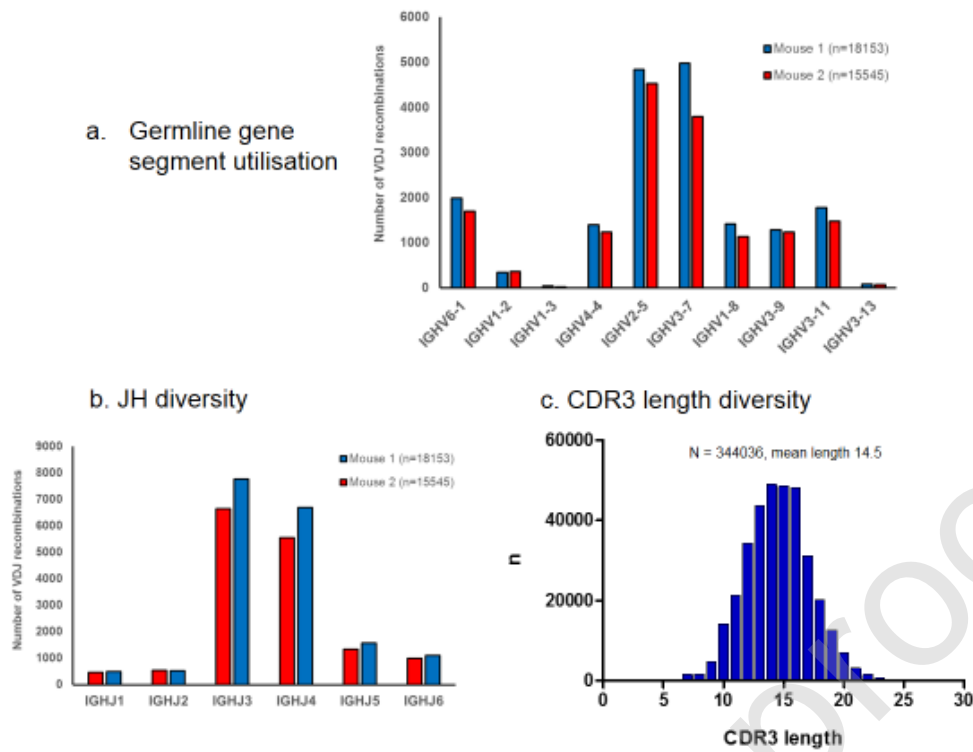 a. Germline gene
segment utilisation
Number of VDJ recombinations
6000
5000
4000
3000
2000
1000
0
Mouse 1 (n=18153)
Mouse 2 (n=15545)
IGHV6-1
IGHV1-2
IGHV1-3
IGHV4-4
IGHV2-5
IGHV3-7
IGHV1-8
IGHV3-9
IGHV3-11
IGHV3-13
b. JH diversity
Number of VDJ recombinations
9000
8000
7000
6000
5000
4000
3000
2000
1000
0
Mouse 1 (n=18153)
Mouse 2 (n=15545)
IGHJ1
IGHJ2
IGHJ3
IGHJ4
IGHJ5
IGHJ6
c. CDR3 length diversity
N = 344036, mean length 14.5
n
60000
40000
20000
0
0
5
10
15
20
25
30
CDR3 length